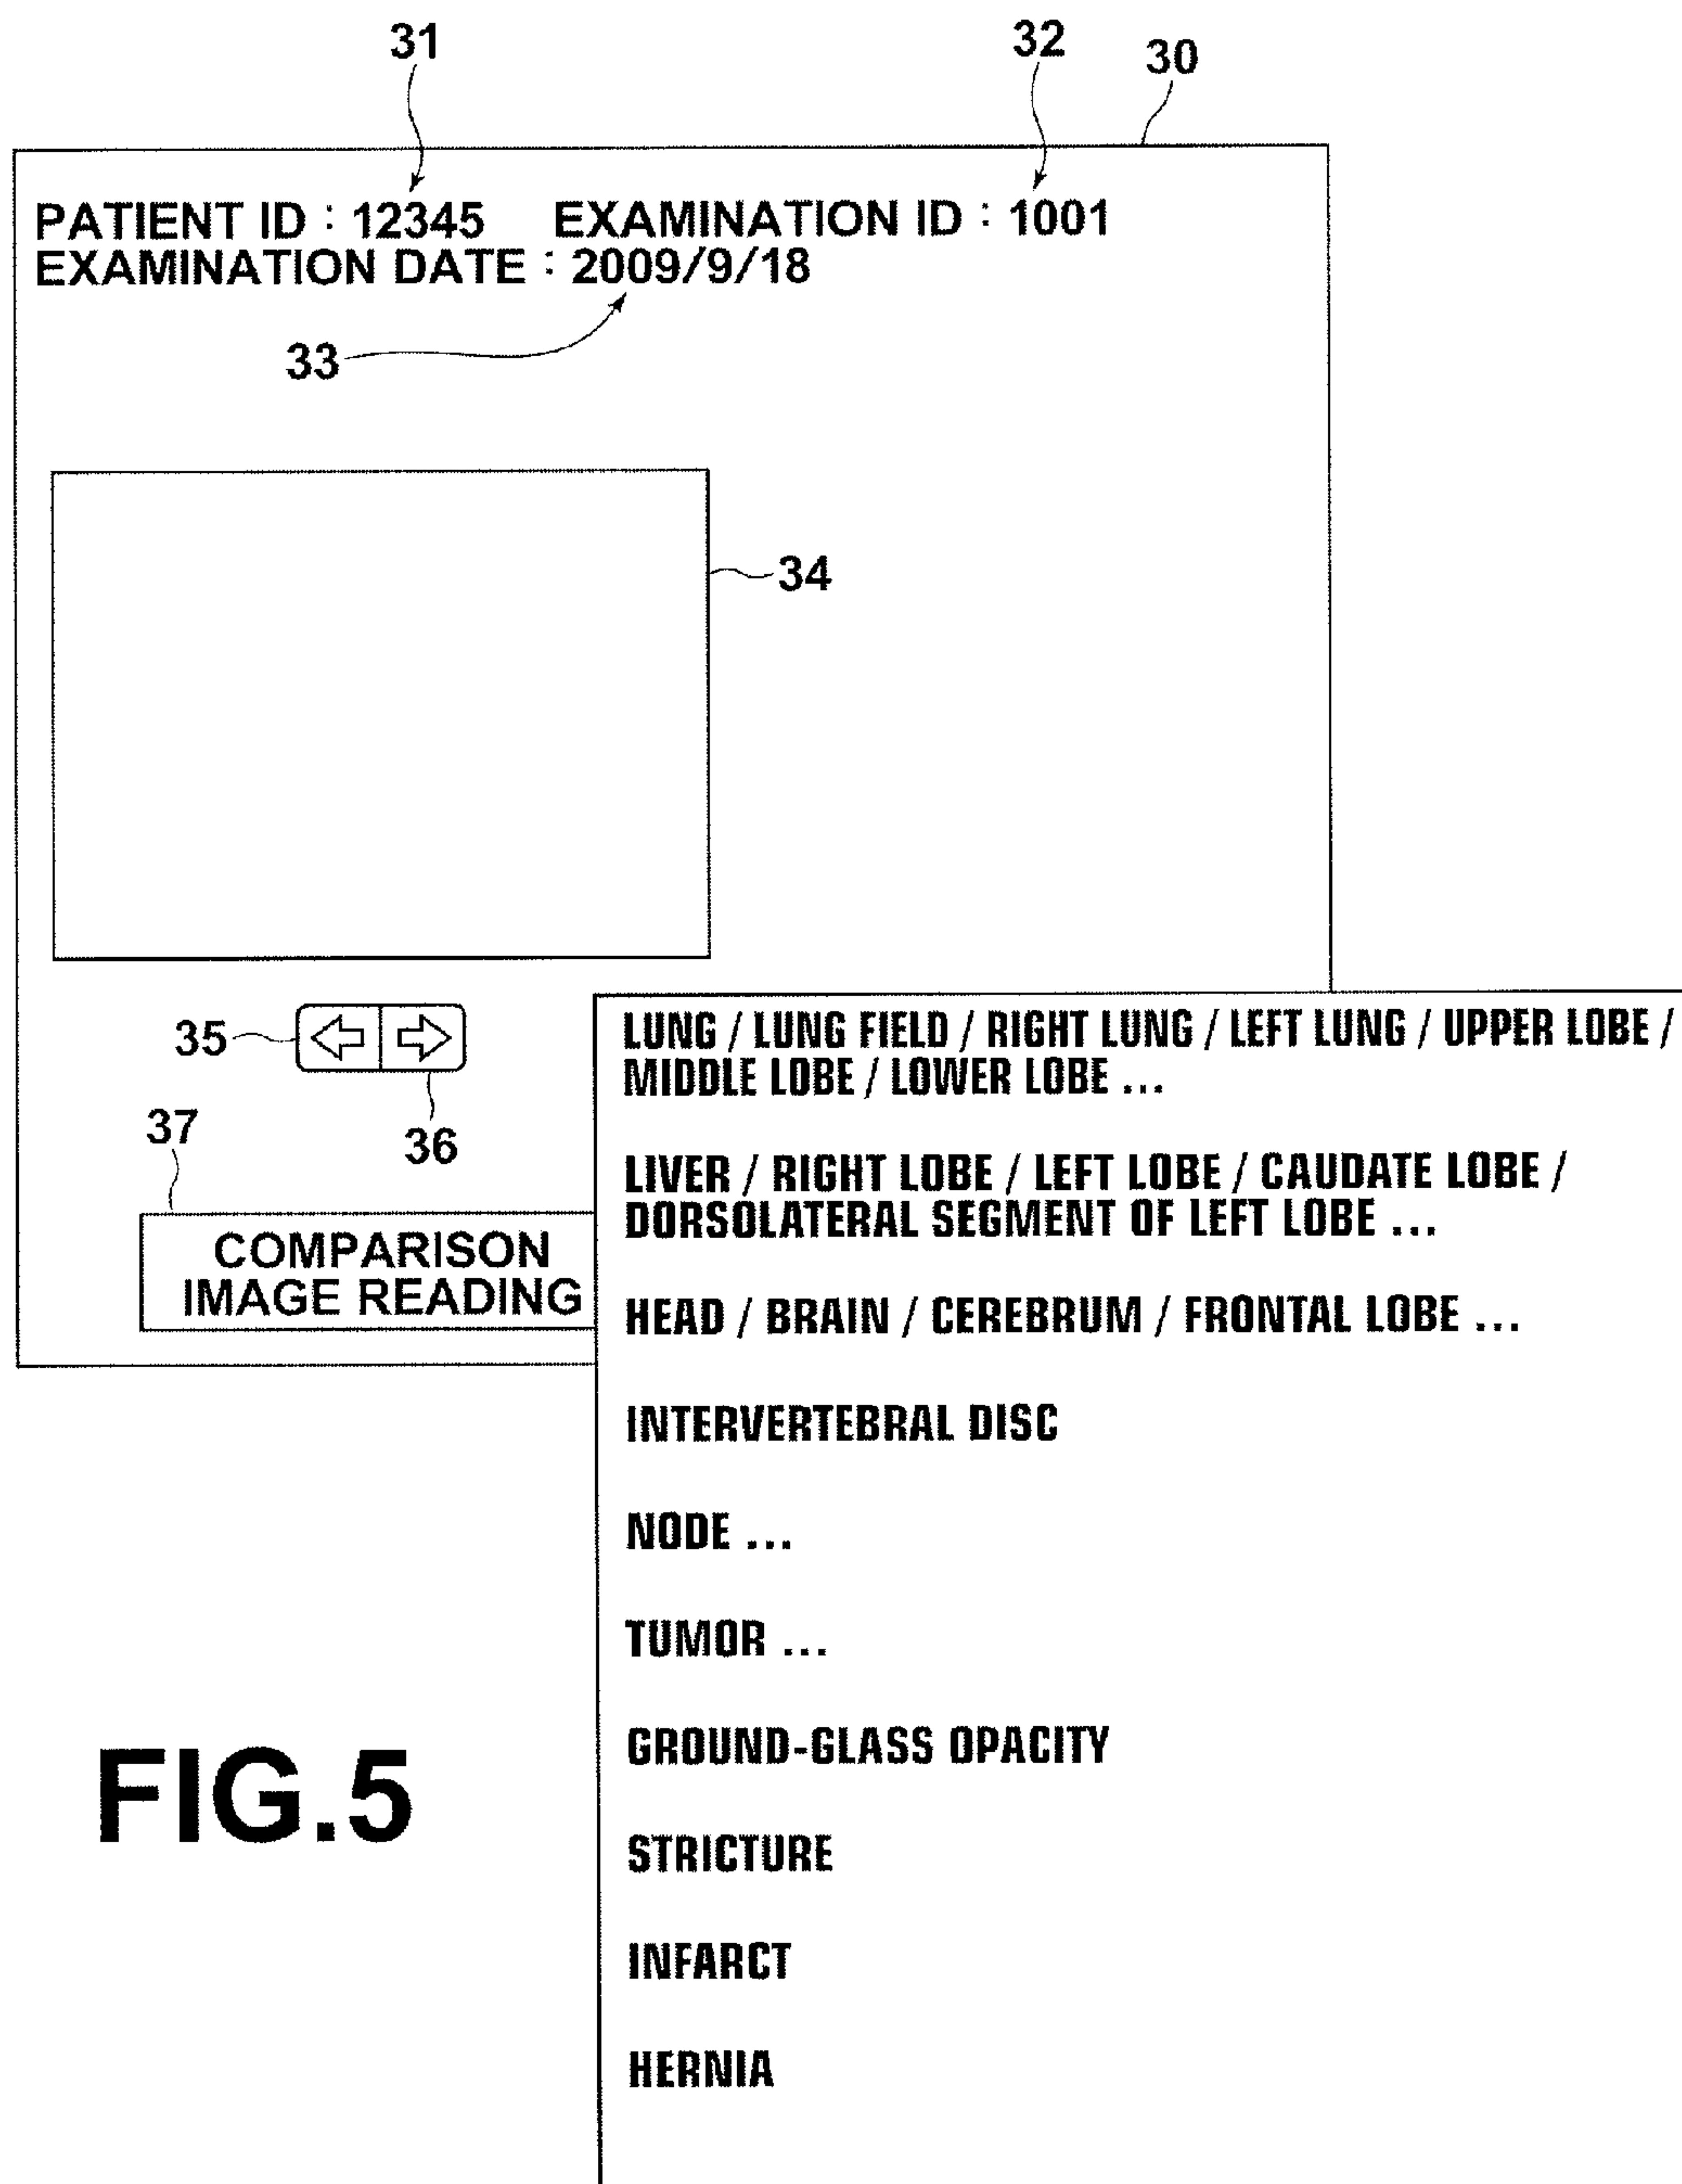 31
32
30
PATIENT ID : 12345 EXAMINATION ID : 1001
EXAMINATION DATE : 2009/9/18
33
34
35
36
37
COMPARISON
IMAGE READING
LUNG / LUNG FIELD / RIGHT LUNG / LEFT LUNG / UPPER LOBE /
MIDDLE LOBE / LOWER LOBE ...
LIVER / RIGHT LOBE / LEFT LOBE / CAUDATE LOBE /
DORSOLATERAL SEGMENT OF LEFT LOBE ...
HEAD / BRAIN / CEREBRUM / FRONTAL LOBE ...
INTERVERTEBRAL DISC
NODE ...
TUMOR ...
GROUND-GLASS OPACITY
STRICTURE
INFARCT
HERNIA
FIG.5